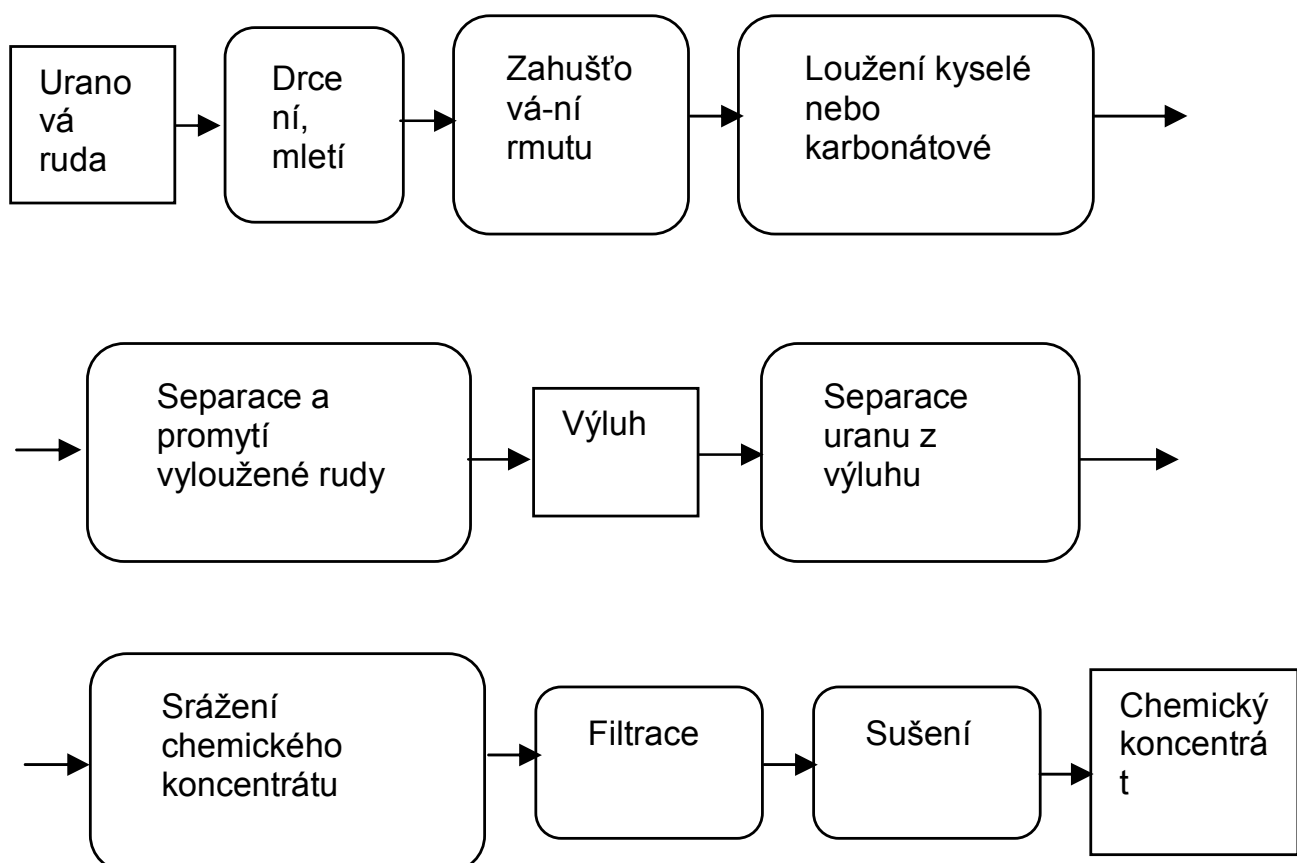 Urano
vá
ruda
Drce
ní,
mletí
Zahušťo
vá-ní
rmutu
Loužení kyselé
nebo
karbonátové
Separace a
promytí
vyloužené rudy
Výluh
Separace
uranu z
výluhu
Srážení
chemického
koncentrátu
Filtrace
Sušení
Chemický
koncentrá
t